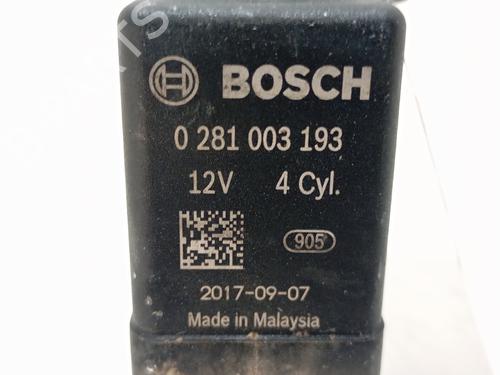 BOSCH
0 281 003 193
12V 4 Cyl.
905
2017-09-07
Made in Malaysia